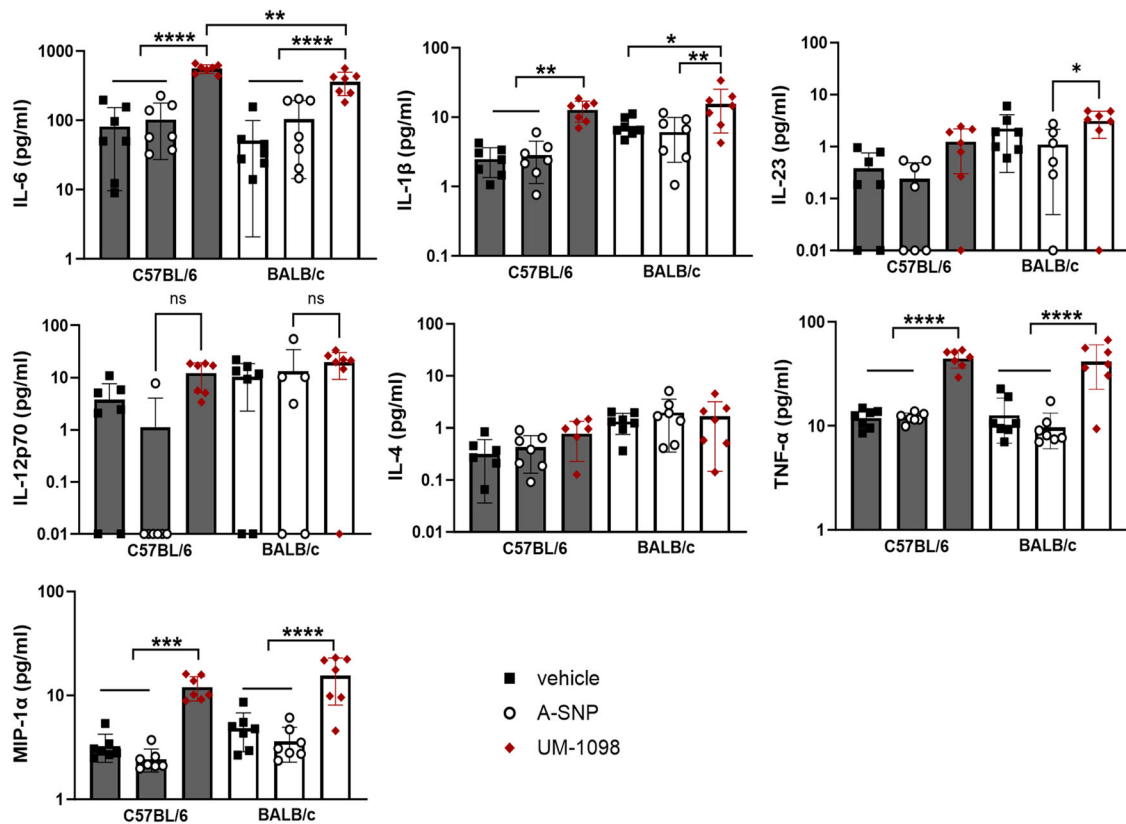 IL-6 (pg/ml)
1000
100
10
1
****
**
****
C57BL/6
BALB/c
IL-1β (pg/ml)
100
10
1
0.1
**
*
**
C57BL/6
BALB/c
IL-23 (pg/ml)
100
10
1
0.1
0.01
*
C57BL/6
BALB/c
IL-12p70 (pg/ml)
100
10
1
0.1
0.01
ns
ns
C57BL/6
BALB/c
IL-4 (pg/ml)
100
10
1
0.1
0.01
C57BL/6
BALB/c
TNF-α (pg/ml)
100
10
1
****
****
C57BL/6
BALB/c
MIP-1α (pg/ml)
100
10
1
***
****
C57BL/6
BALB/c
vehicle
A-SNP
UM-1098